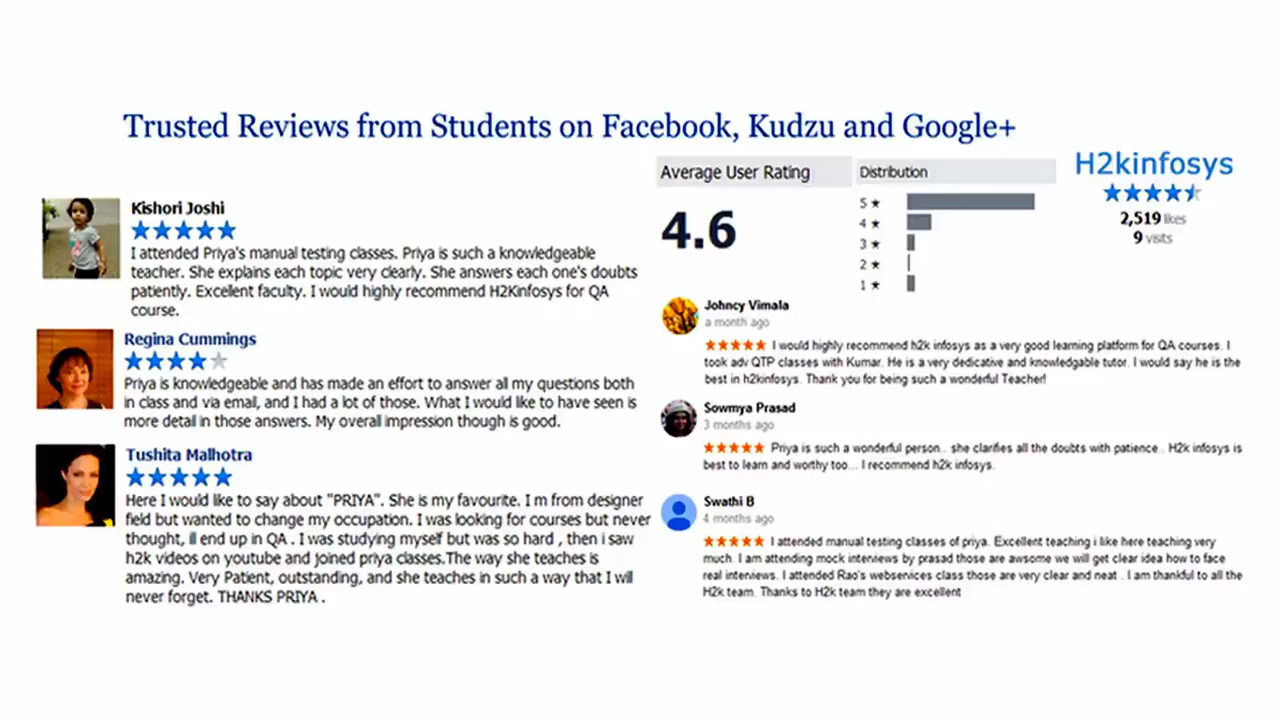 Trusted Reviews from Students on Facebook, Kudzu and Google+
Kishori Joshi
I attended Priya's manual testing classes. Priya is such a knowledgeable
teacher. She explains each topic very clearly. She answers each one's doubts
patiently. Excellent faculty. I would highly recommend H2Kinfosys for QA
course.
Regina Cummings
Priya is knowledgeable and has made an effort to answer all my questions both
in class and via email, and I had a lot of those. What I would like to have seen is
more detail in those answers. My overall impression though is good.
Tushita Malhotra
Here I would like to say about "PRIYA". She is my favourite. I m from designer
field but wanted to change my occupation. I was looking for courses but never
thought, ill end up in QA . I was studying myself but was so hard , then i saw
h2k videos on youtube and joined priya classes.The way she teaches is
amazing. Very Patient, outstanding, and she teaches in such a way that I will
never forget. THANKS PRIYA .
Average User Rating
4.6
Distribution
5 ★
4 ★
3 ★
2 ★
1 ★
H2kinfosys
2,519 likes
9 visits
Johncy Vimala
a month ago
I would highly recommend h2k infosys as a very good learning platform for QA courses. I
took adv QTP classes with Kumar. He is a very dedicative and knowledgable tutor. I would say he is the
best in h2kinfosys. Thank you for being such a wonderful Teacher!
Sowmya Prasad
3 months ago
Priya is such a wonderful person.. she clarifies all the doubts with patience.. H2k infosys is
best to learn and worthy too... I recommend h2k infosys.
Swathi B
4 months ago
I attended manual testing classes of priya. Excellent teaching i like here teaching very
much. I am attending mock interviews by prasad those are awsome we will get clear idea how to face
real interviews. I attended Rao's webservices class those are very clear and neat . I am thankful to all the
H2k team. Thanks to H2k team they are excellent